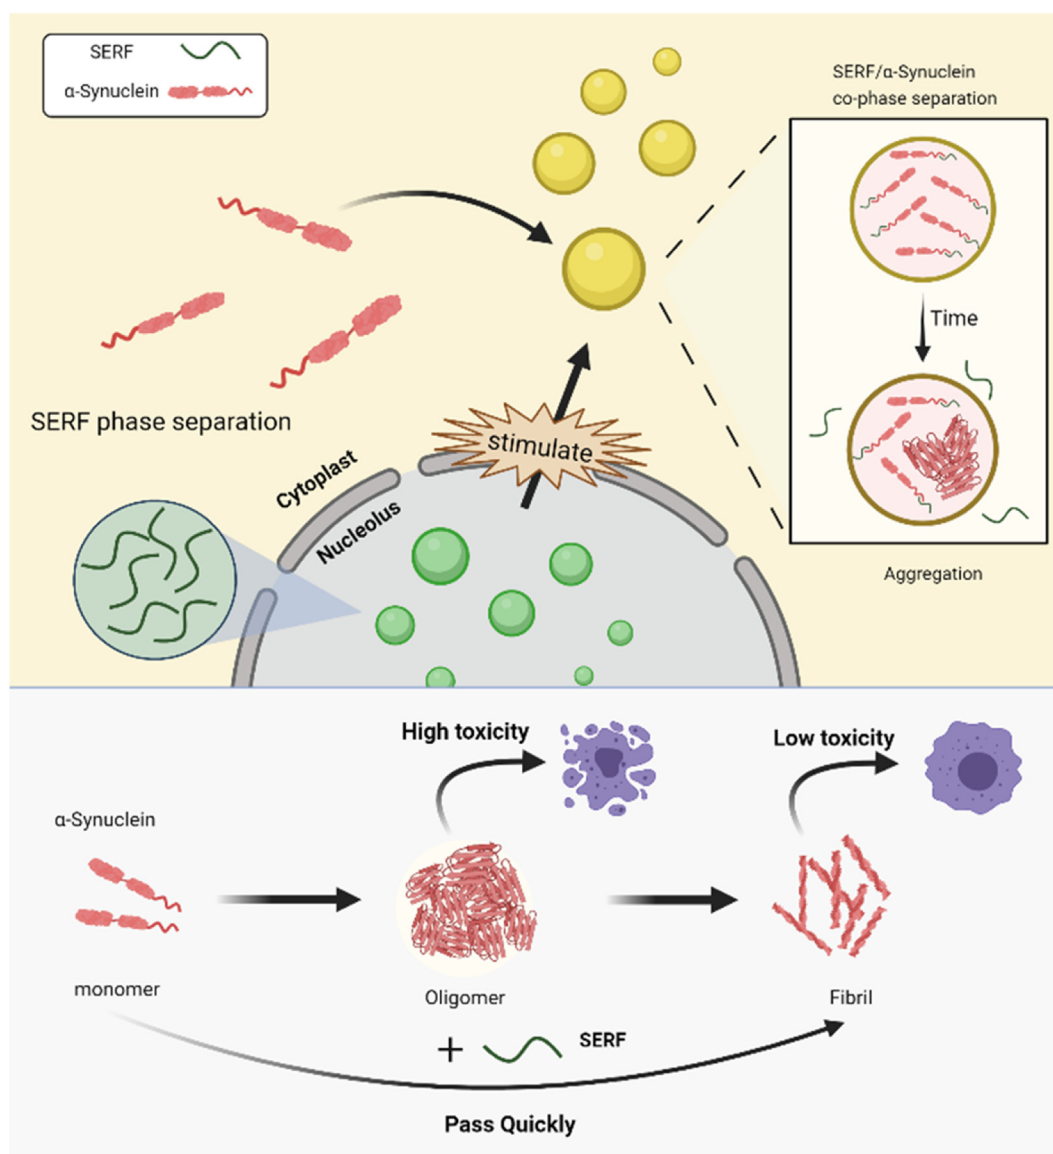 SERF
α-Synuclein
SERF/α-Synuclein
co-phase separation
Time
SERF phase separation
stimulate
Cytoplast
Nucleolus
Aggregation
High toxicity
Low toxicity
α-Synuclein
monomer
Oligomer
Fibril
+ SERF
Pass Quickly